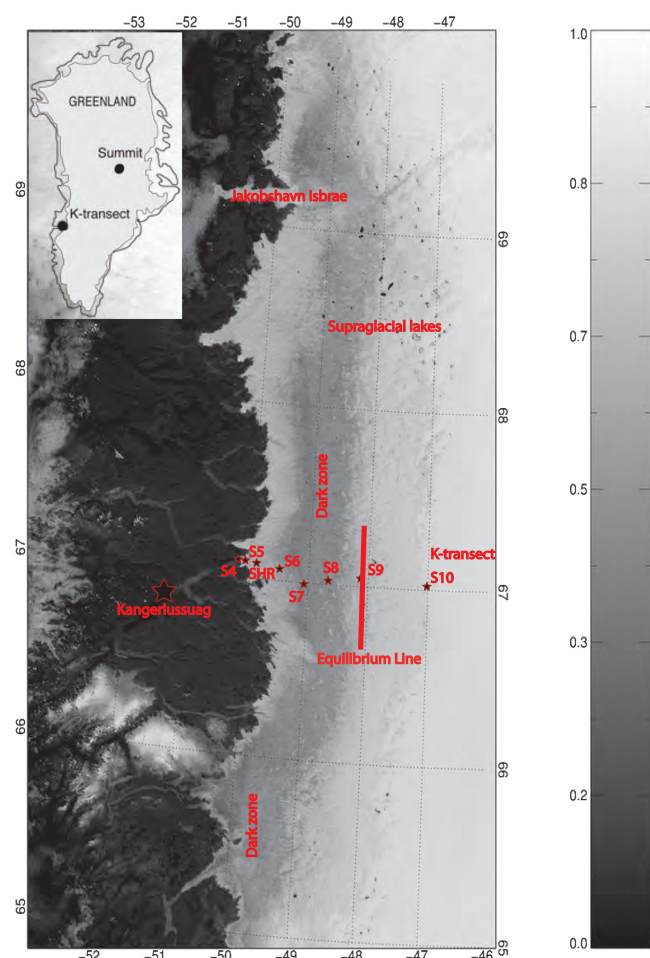 -53 -52 -51 -50 -49 -48 -47
GREENLAND
Summit
K-transect
69
68
67
66
65
Jakobshavn Isbrae
Supraglacial lakes
Dark zone
K-transect
S4
S5
SHR
S6
S7
S8
S9
S10
Kangerlussuag
Equilibrium Line
Dark zone
69
68
67
66
65
-52 -51 -50 -49 -48 -47 -46
1.0
0.8
0.7
0.5
0.3
0.2
0.0